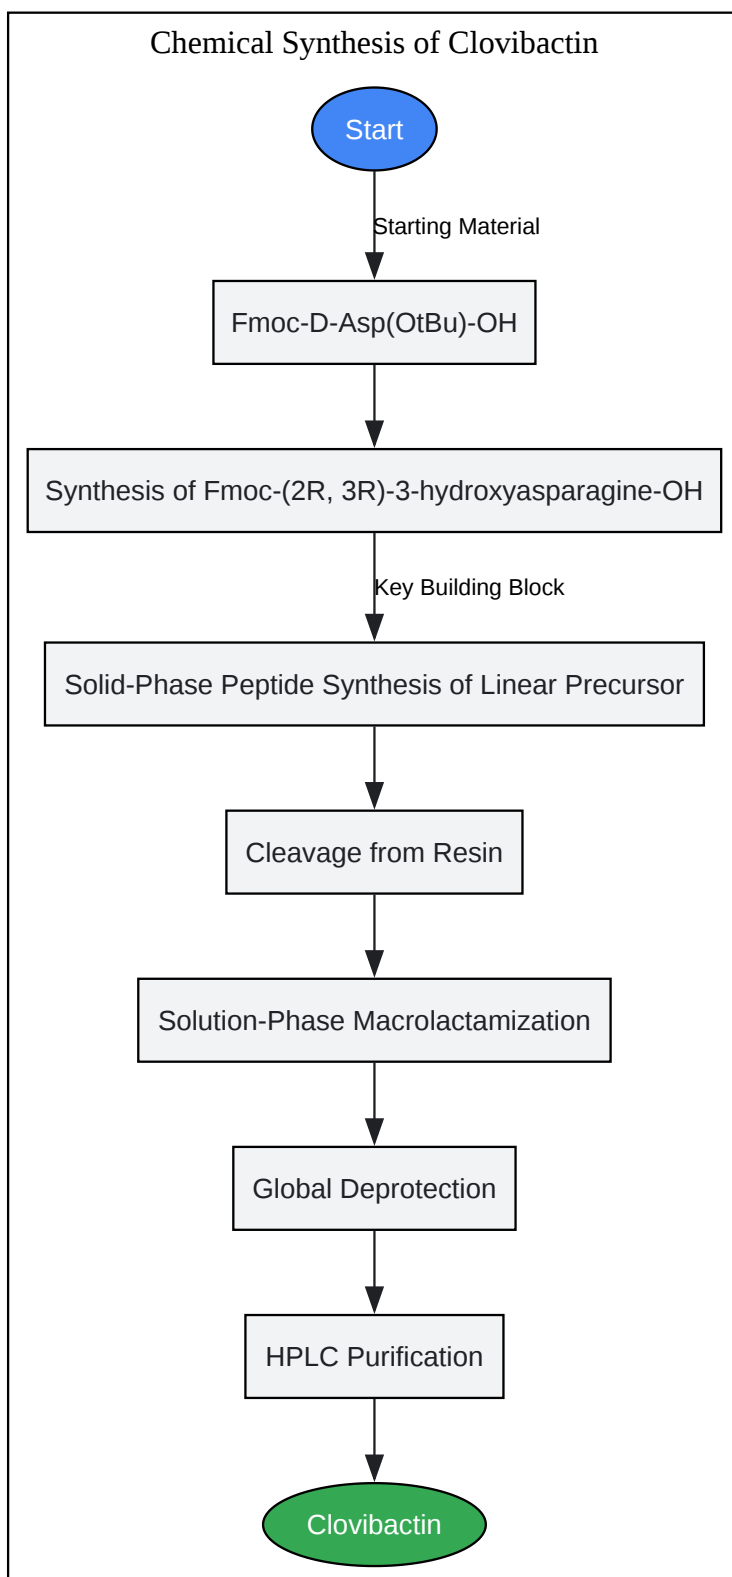 Chemical Synthesis of Clovibactin
Start
Starting Material
Fmoc-D-Asp(OtBu)-OH
Synthesis of Fmoc-(2R, 3R)-3-hydroxyasparagine-OH
Key Building Block
Solid-Phase Peptide Synthesis of Linear Precursor
Cleavage from Resin
Solution-Phase Macrolactamization
Global Deprotection
HPLC Purification
Clovibactin